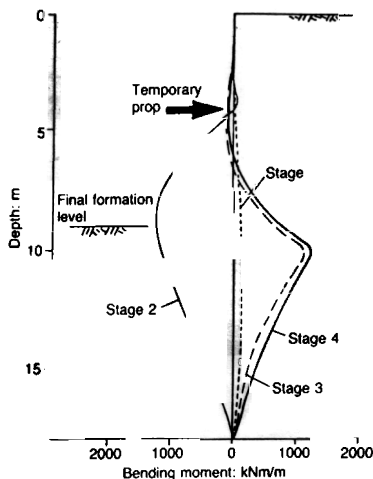 0
Temporary
prop
5
Stage
Final formation
level
Depth: m
10
Stage 2
Stage 4
15
Stage 3
2000 1000 0 1000 2000
Bending moment: kNm/m